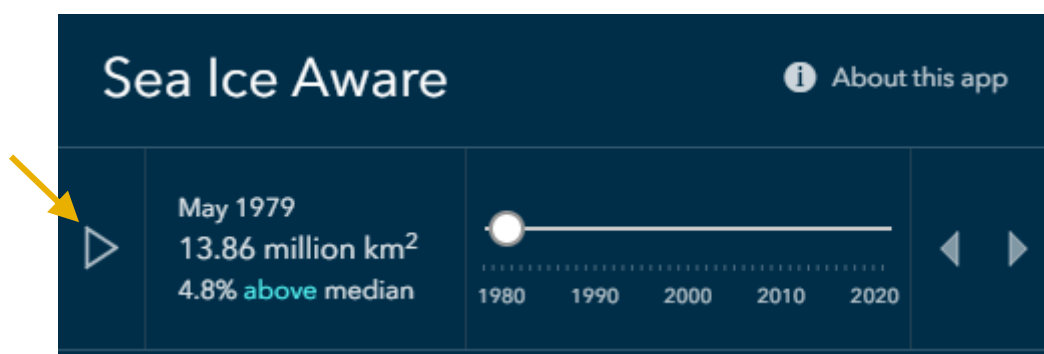 Sea Ice Aware
i About this app
May 1979
13.86 million km²
4.8% above median
1980 1990 2000 2010 2020